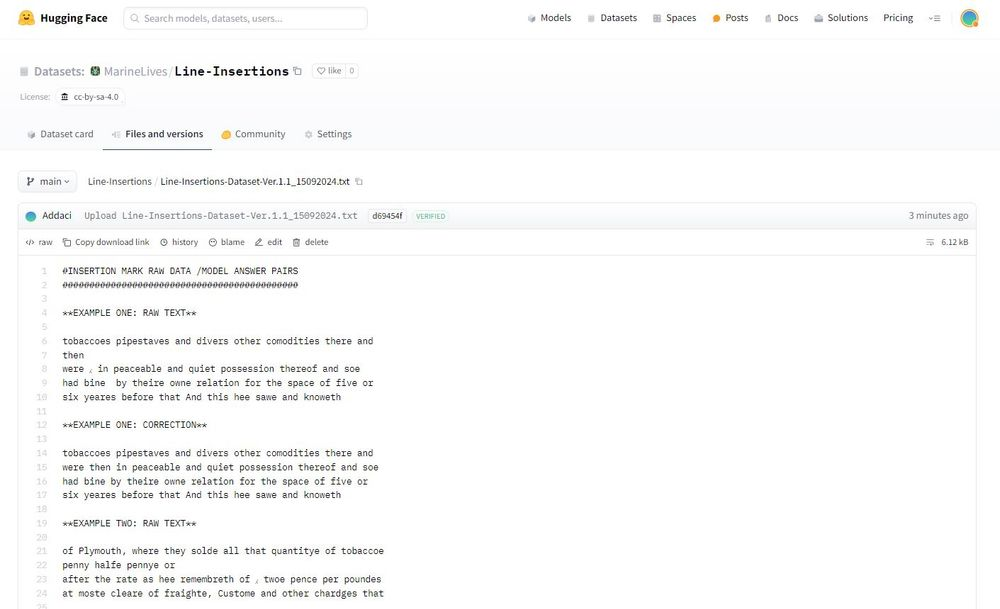 Hugging Face
Search models, datasets, users...
Models
Datasets
Spaces
Posts
Docs
Solutions
Pricing
Datasets: MarineLives/Line-Insertions
like 0
License: cc-by-sa-4.0
Dataset card
Files and versions
Community
Settings
main
Line-Insertions / Line-Insertions-Dataset-Ver.1.1_15092024.txt
Addaci Upload Line-Insertions-Dataset-Ver.1.1_15092024.txt d69454f VERIFIED 3 minutes ago
raw Copy download link history blame edit delete 6.12 kB
1 #INSERTION MARK RAW DATA /MODEL ANSWER PAIRS
2 ############################################
3
4 **EXAMPLE ONE: RAW TEXT**
5
6 tobaccoes pipestaves and divers other comodities there and
7 then
8 were ‸ in peaceable and quiet possession thereof and soe
9 had bine  by theire owne relation for the space of five or
10 six yeares before that And this hee sawe and knoweth
11
12 **EXAMPLE ONE: CORRECTION**
13
14 tobaccoes pipestaves and divers other comodities there and
15 were then in peaceable and quiet possession thereof and soe
16 had bine by theire owne relation for the space of five or
17 six yeares before that And this hee sawe and knoweth
18
19 **EXAMPLE TWO: RAW TEXT**
20
21 of Plymouth, where they solde all that quantitye of tobaccoe
22 penny halfe pennye or
23 after the rate as hee remembreth of ‸ twoe pence per poundes
24 at moste cleare of fraighte, Custome and other chardges that
25